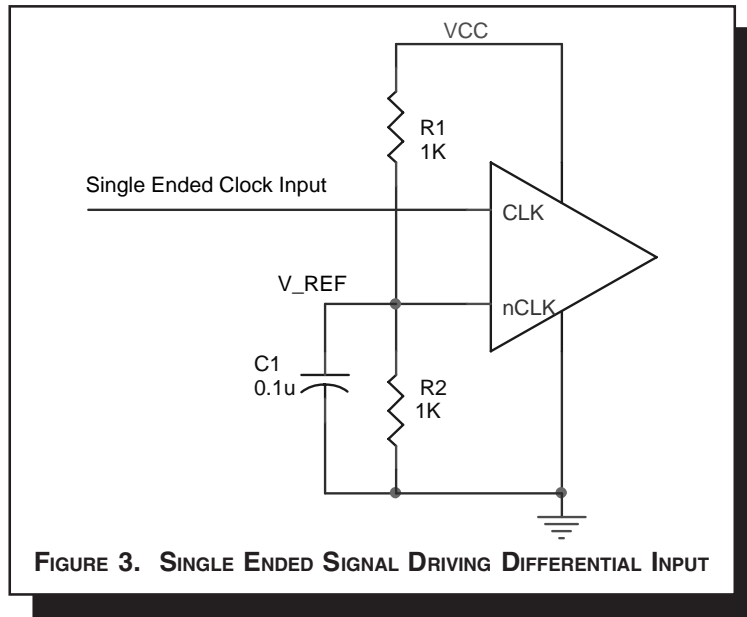 VCC
R1
1K
Single Ended Clock Input
CLK
V_REF
nCLK
C1
0.1u
R2
1K
FIGURE 3. SINGLE ENDED SIGNAL DRIVING DIFFERENTIAL INPUT